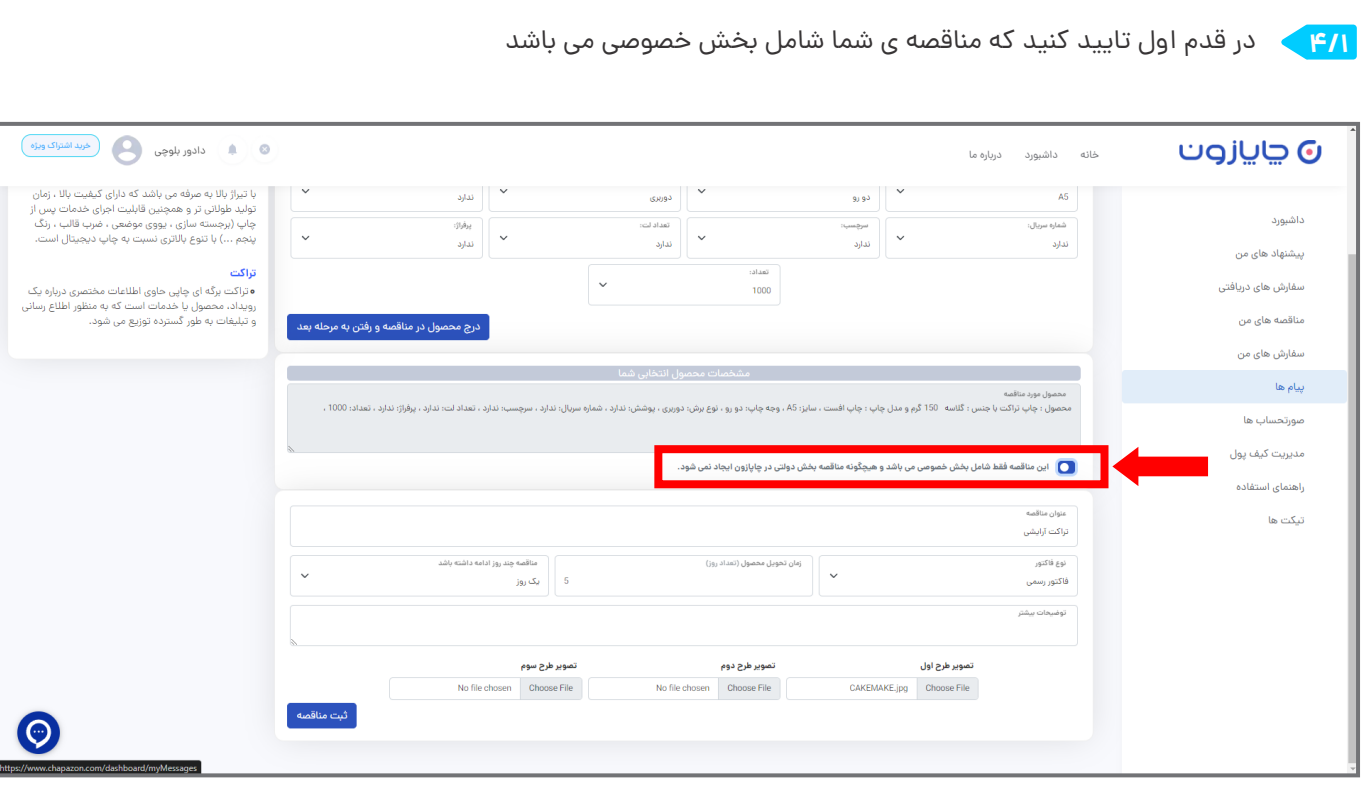 ۴/۱
در قدم اول تایید کنید که مناقصه ی شما شامل بخش خصوصی می باشد
چاپازون
خانه
داشبورد
درباره ما
دادور بلوچی
خرید اشتراک ویژه
داشبورد
پیشنهاد های من
سفارش های دریافتی
مناقصه های من
سفارش های من
پیام ها
صورتحساب ها
مدیریت کیف پول
راهنمای استفاده
تیکت ها
A5
دو رو
دوربری
ندارد
شماره سریال:
ندارد
سرچسب:
ندارد
تعداد لت:
ندارد
پرفراژ:
ندارد
تعداد:
1000
درج محصول در مناقصه و رفتن به مرحله بعد
مشخصات محصول انتخابی شما
محصول مورد مناقصه
محصول : چاپ تراکت با جنس : گلاسه 150 گرم و مدل چاپ : چاپ افست ، سایز: A5 ، وجه چاپ: دو رو ، نوع برش: دوربری ، پوشش: ندارد ، شماره سریال: ندارد ، سرچسب: ندارد ، تعداد لت: ندارد ، پرفراژ: ندارد ، تعداد: 1000 ،
این مناقصه فقط شامل بخش خصوصی می باشد و هیچگونه مناقصه بخش دولتی در چاپازون ایجاد نمی شود.
عنوان مناقصه
تراکت آرایشی
نوع فاکتور
فاکتور رسمی
زمان تحویل محصول (تعداد روز)
5
مناقصه چند روز ادامه داشته باشد
یک روز
توضیحات بیشتر
تصویر طرح اول
Choose File CAKEMAKE.jpg
تصویر طرح دوم
Choose File No file chosen
تصویر طرح سوم
Choose File No file chosen
ثبت مناقصه
با تیراژ بالا به صرفه می باشد که دارای کیفیت بالا ، زمان
تولید طولانی تر و همچنین قابلیت اجرای خدمات پس از
چاپ (برجسته سازی ، یووی موضعی ، ضرب قالب ، رنگ
پنجم ...) با تنوع بالاتری نسبت به چاپ دیجیتال است.
تراکت
•تراکت برگه ای چاپی حاوی اطلاعات مختصری درباره یک
رویداد، محصول یا خدمات است که به منظور اطلاع رسانی
و تبلیغات به طور گسترده توزیع می شود.
https://www.chapazon.com/dashboard/myMessages